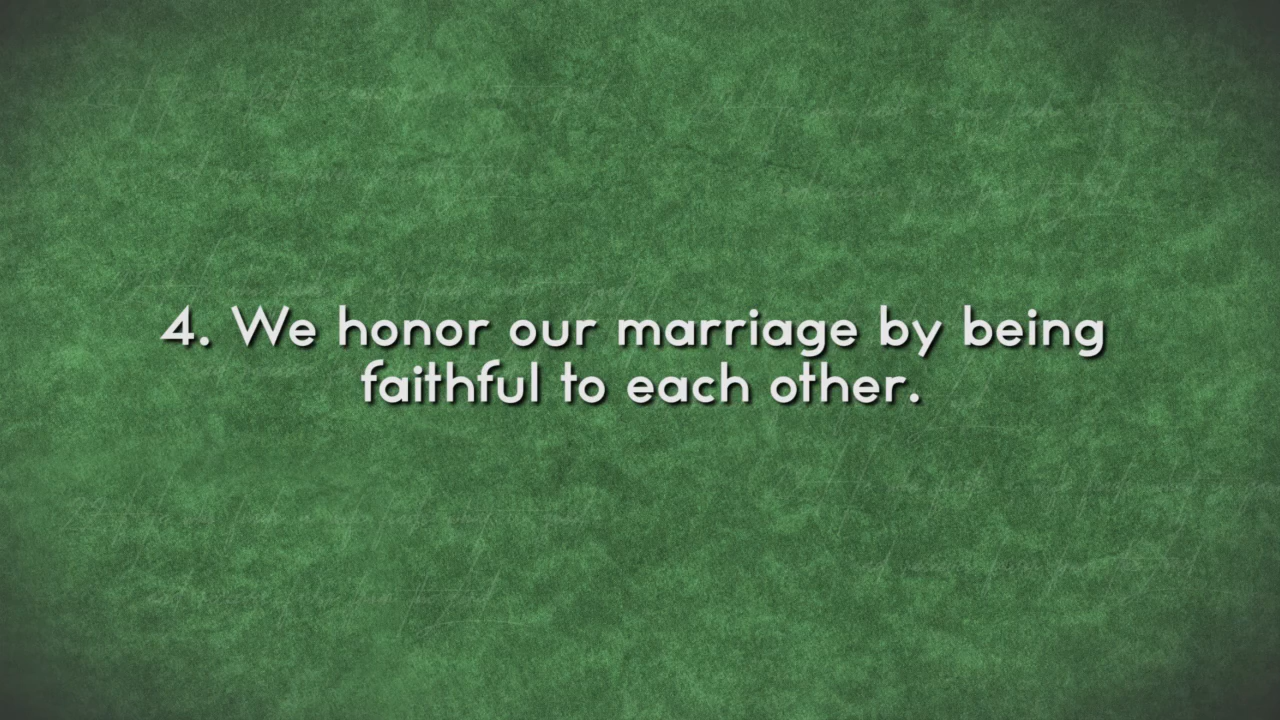 4. We honor our marriage by being
faithful to each other.